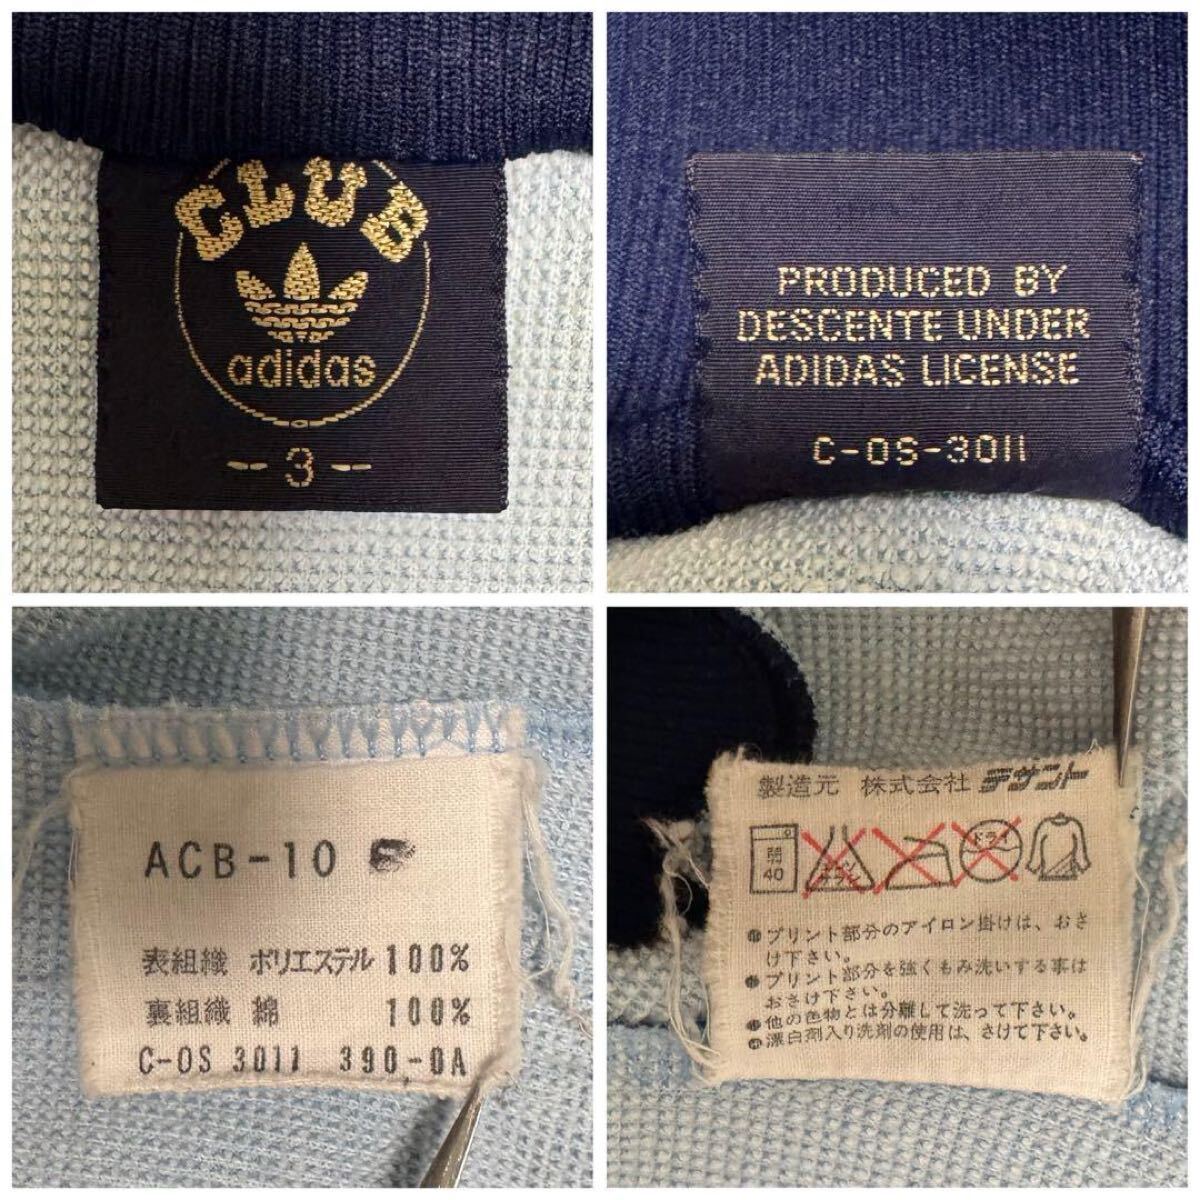 CLUB
adidas
- 3 -
PRODUCED BY
DESCENTE UNDER
ADIDAS LICENSE
C-OS-3011
ACB-10
表組織 ポリエステル 100%
裏組織 綿 100%
C-OS 3011 390-0A
製造元 株式会社 デサント
弱
40
ドライ
プリント部分のアイロン掛けは、おさ
け下さい。
プリント部分を強くもみ洗いする事は
おさけ下さい。
他の色物とは分離して洗って下さい。
漂白剤入り洗剤の使用は、さけて下さい。